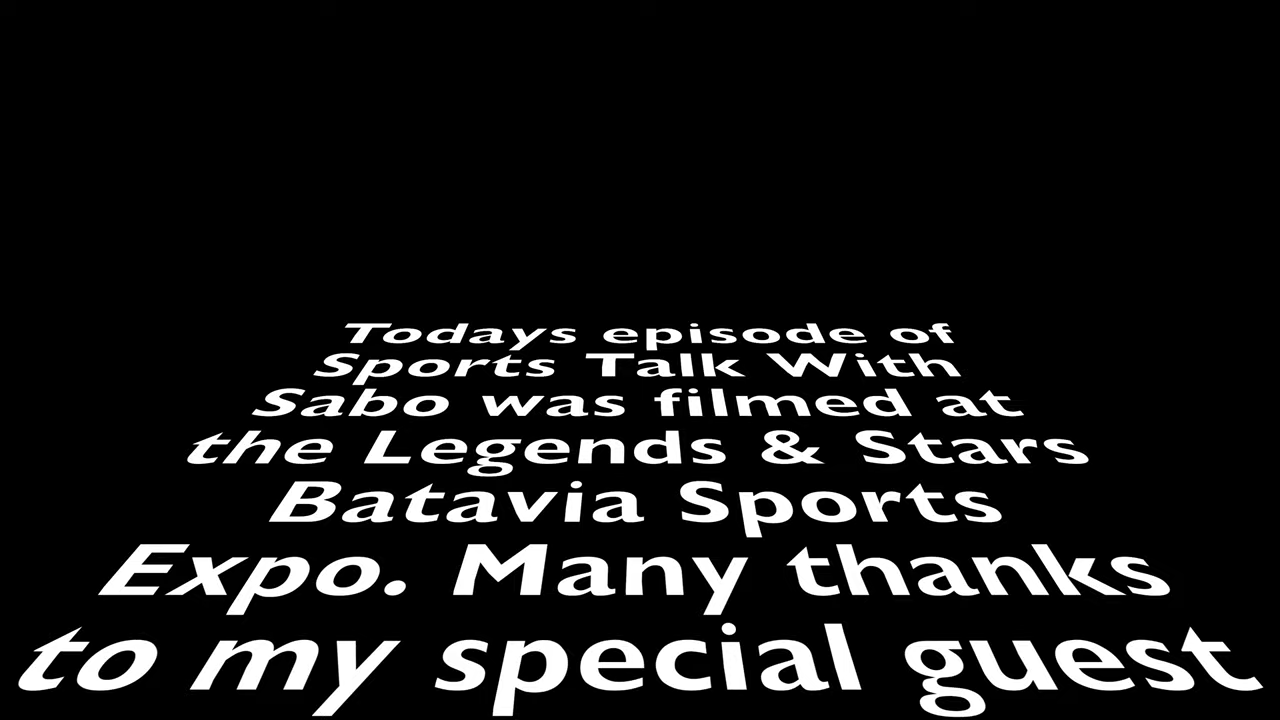 Todays episode of
Sports Talk With
Sabo was filmed at
the Legends & Stars
Batavia Sports
Expo. Many thanks
to my special guest